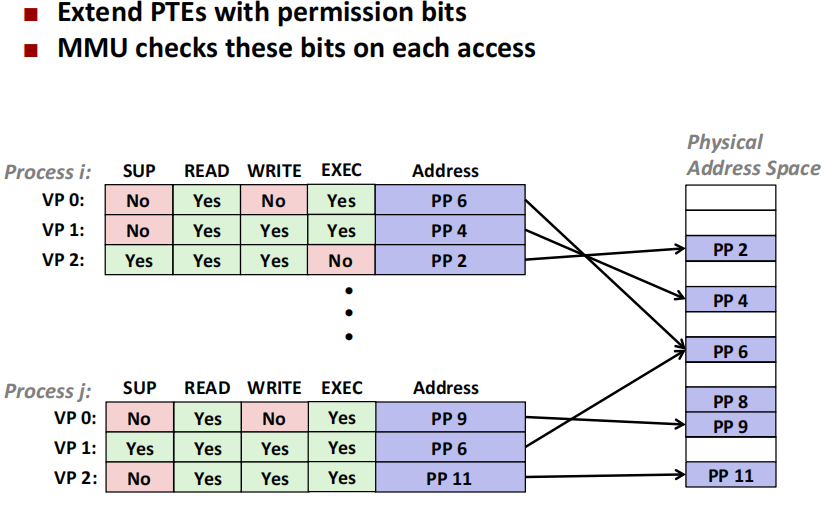 Extend PTEs with permission bits
MMU checks these bits on each access
Physical
Address Space
Process i: SUP READ WRITE EXEC Address
VP 0: No Yes No Yes PP 6
VP 1: No Yes Yes Yes PP 4
VP 2: Yes Yes Yes No PP 2
PP 2
PP 4
PP 6
PP 8
PP 9
PP 11
Process j: SUP READ WRITE EXEC Address
VP 0: No Yes No Yes PP 9
VP 1: Yes Yes Yes Yes PP 6
VP 2: No Yes Yes Yes PP 11